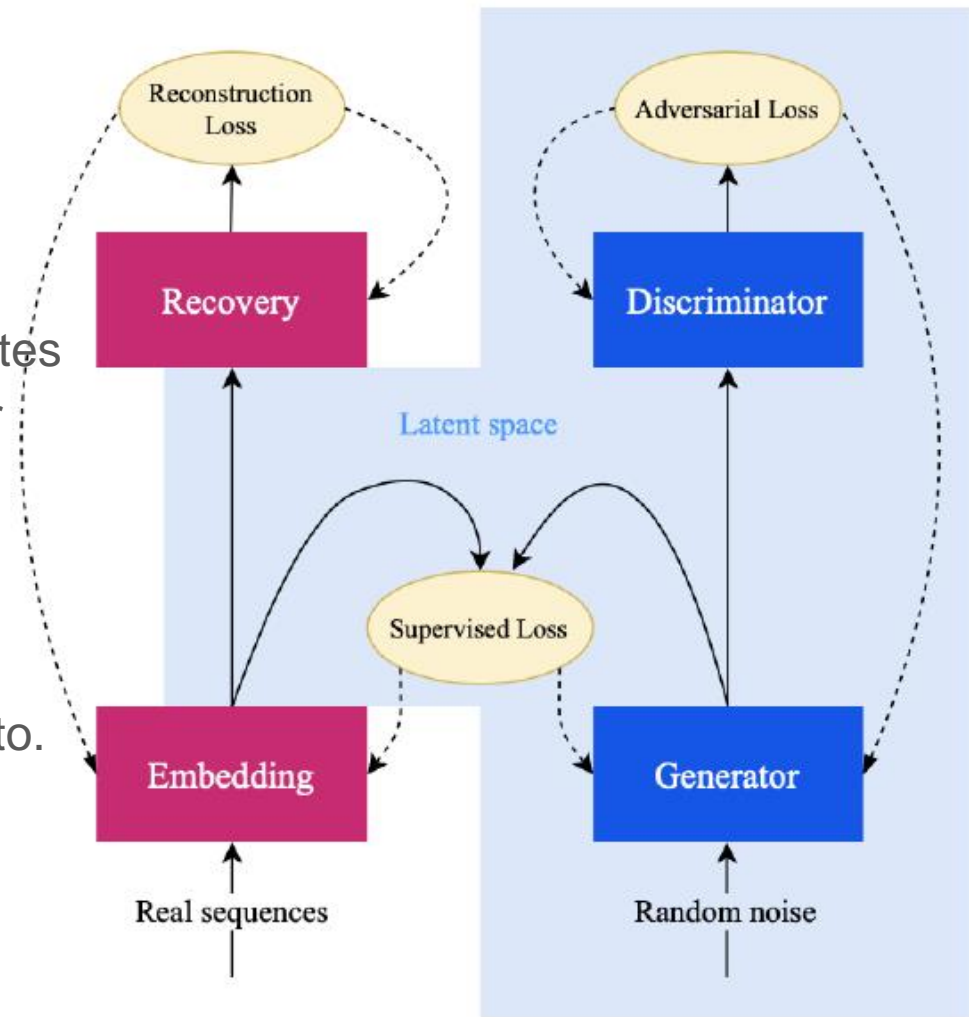 Reconstruction
Loss
Adversarial Loss
Recovery
Discriminator
Latent space
Supervised Loss
Embedding
Generator
Real sequences
Random noise
tes
to.